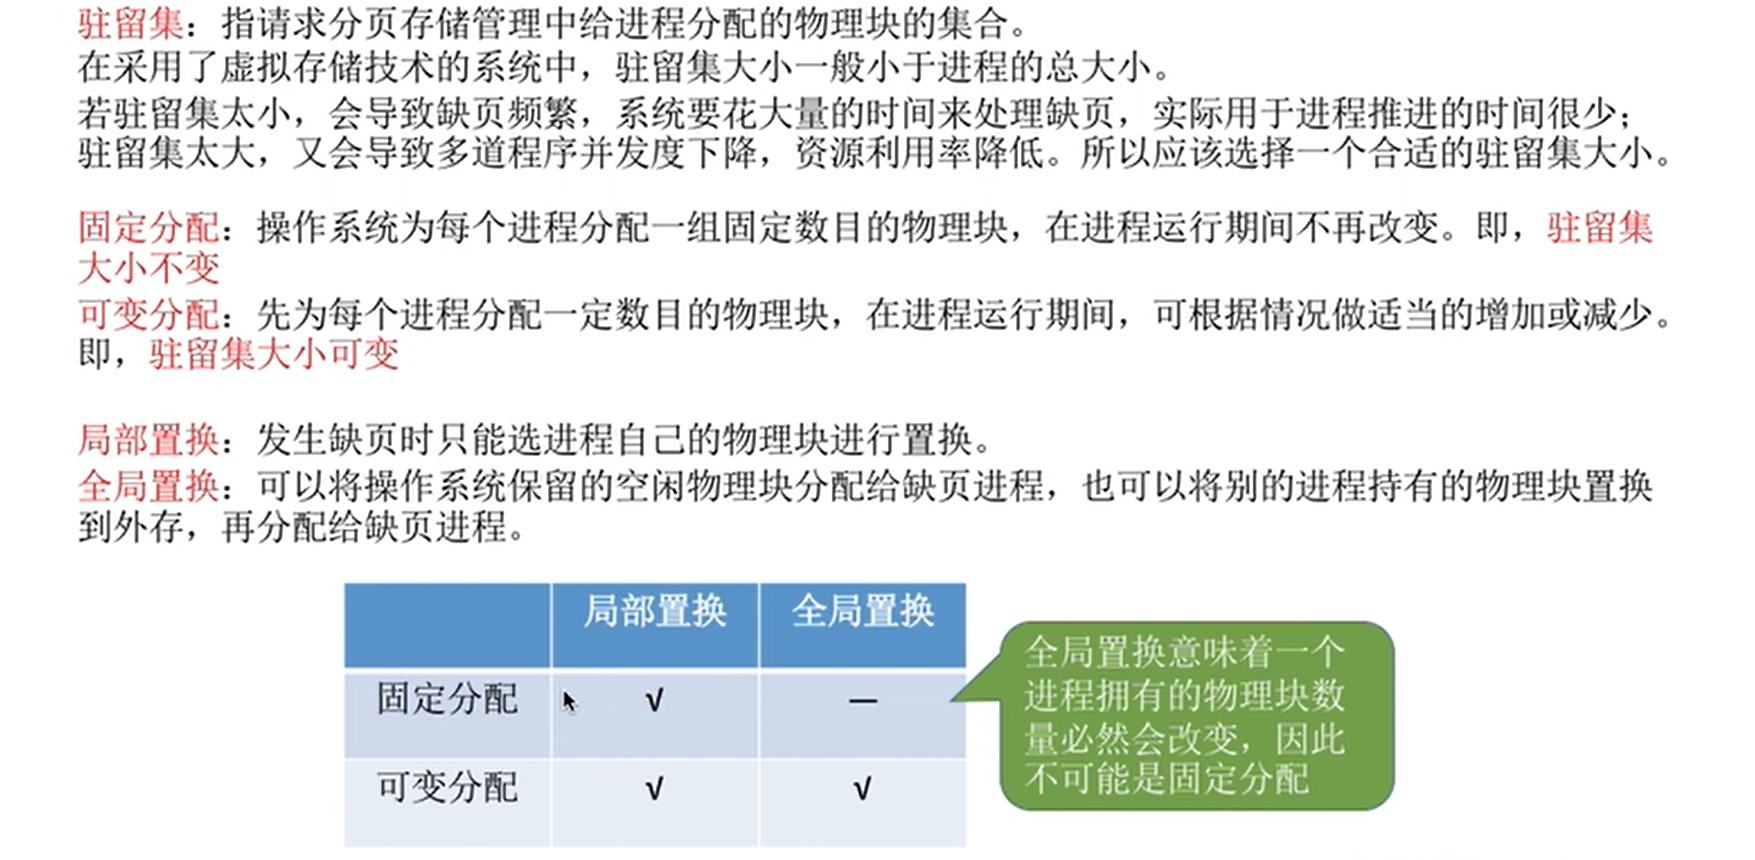 驻留集：指请求分页存储管理中给进程分配的物理块的集合。
在采用了虚拟存储技术的系统中，驻留集大小一般小于进程的总大小。
若驻留集太小，会导致缺页频繁，系统要花大量的时间来处理缺页，实际用于进程推进的时间很少；
驻留集太大，又会导致多道程序并发度下降，资源利用率降低。所以应该选择一个合适的驻留集大小。
固定分配：操作系统为每个进程分配一组固定数目的物理块，在进程运行期间不再改变。即，驻留集
大小不变
可变分配：先为每个进程分配一定数目的物理块，在进程运行期间，可根据情况做适当的增加或减少。
即，驻留集大小可变
局部置换：发生缺页时只能选进程自己的物理块进行置换。
全局置换：可以将操作系统保留的空闲物理块分配给缺页进程，也可以将别的进程持有的物理块置换
到外存，再分配给缺页进程。
局部置换 全局置换
固定分配 √ —
可变分配 √ √
全局置换意味着一个
进程拥有的物理块数
量必然会改变，因此
不可能是固定分配